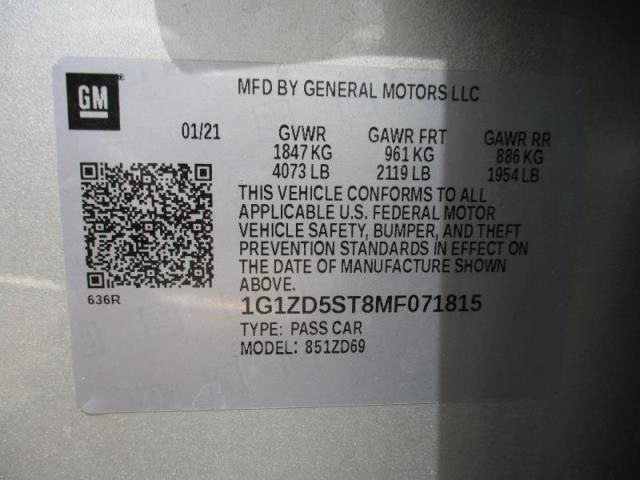 GM
MFD BY GENERAL MOTORS LLC
01/21 GVWR GAWR FRT GAWR RR
1847 KG 961 KG 886 KG
4073 LB 2119 LB 1954 LB
THIS VEHICLE CONFORMS TO ALL
APPLICABLE U.S. FEDERAL MOTOR
VEHICLE SAFETY, BUMPER, AND THEFT
PREVENTION STANDARDS IN EFFECT ON
THE DATE OF MANUFACTURE SHOWN
ABOVE.
636R
1G1ZD5ST8MF071815
TYPE: PASS CAR
MODEL: 851ZD69